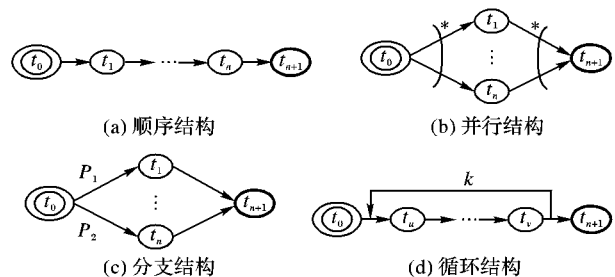 t0 t1 ··· tn tn+1
(a) 顺序结构
* *
t0 t1 ⋮ tn tn+1
(b) 并行结构
P1 P2
t0 t1 ⋮ tn tn+1
(c) 分支结构
k
t0 tu ··· tv tn+1
(d) 循环结构